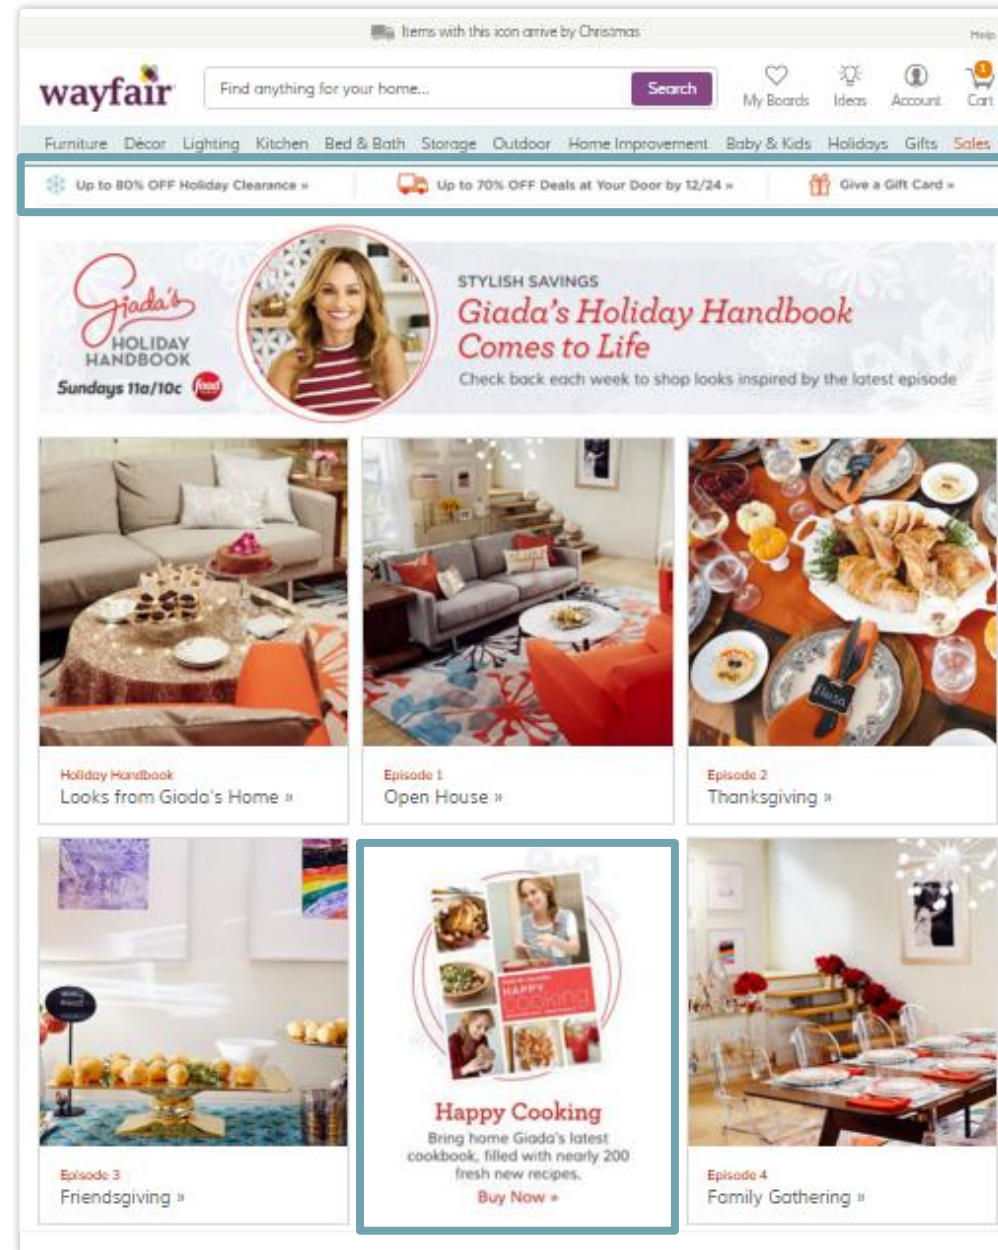 Items with this icon arrive by Christmas
Help
wayfair
Find anything for your home...
Search
My Boards
Ideas
Account
1
Cart
Furniture Décor Lighting Kitchen Bed & Bath Storage Outdoor Home Improvement Baby & Kids Holidays Gifts Sales
Up to 80% OFF Holiday Clearance »
Up to 70% OFF Deals at Your Door by 12/24 »
Give a Gift Card »
Giada's
HOLIDAY
HANDBOOK
Sundays 11a/10c
food
STYLISH SAVINGS
Giada's Holiday Handbook
Comes to Life
Check back each week to shop looks inspired by the latest episode
Holiday Handbook
Looks from Giada's Home »
Episode 1
Open House »
Episode 2
Thanksgiving »
Episode 3
Friendsgiving »
HAPPY
COOKING
Happy Cooking
Bring home Giada's latest
cookbook, filled with nearly 200
fresh new recipes.
Buy Now »
Episode 4
Family Gathering »